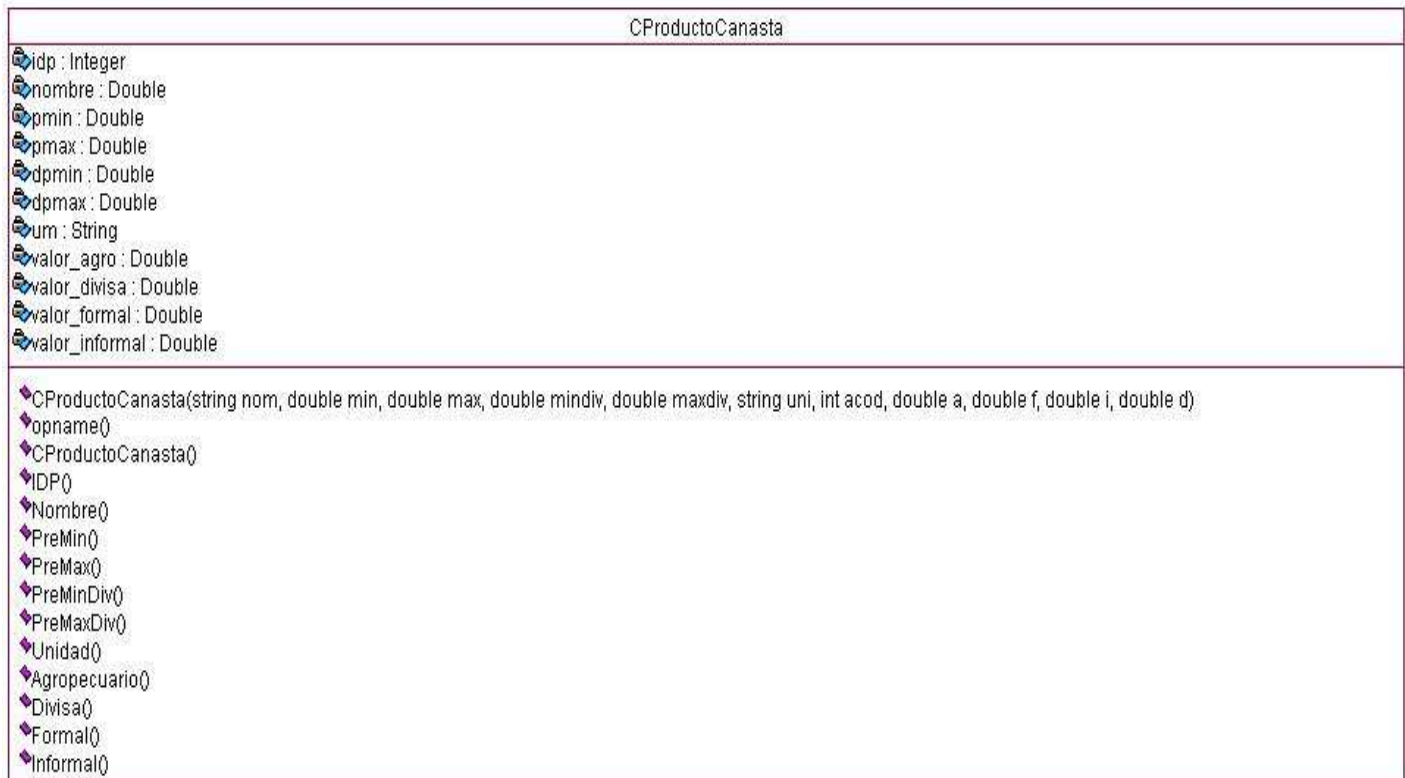 CProductoCanasta
idp : Integer
nombre : Double
pmin : Double
pmax : Double
dpmin : Double
dpmax : Double
um : String
valor_agro : Double
valor_divisa : Double
valor_formal : Double
valor_informal : Double
CProductoCanasta(string nom, double min, double max, double mindiv, double maxdiv, string uni, int acod, double a, double f, double i, double d)
opname()
CProductoCanasta()
IDP()
Nombre()
PreMin()
PreMax()
PreMinDiv()
PreMaxDiv()
Unidad()
Agropecuario()
Divisa()
Formal()
Informal()